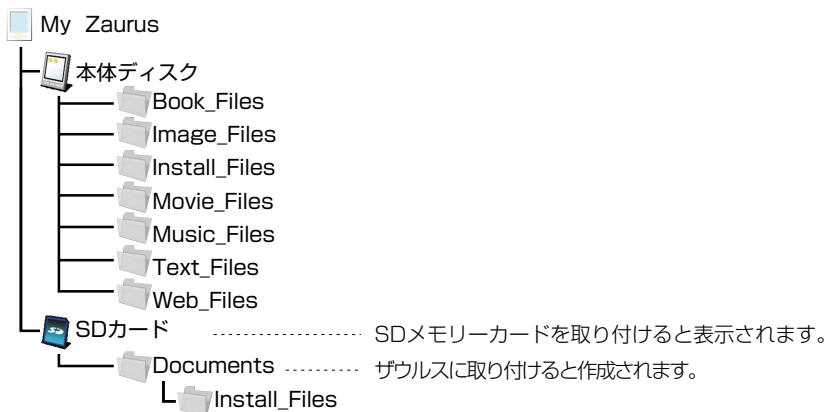 My Zaurus
本体ディスク
Book_Files
Image_Files
Install_Files
Movie_Files
Music_Files
Text_Files
Web_Files
SDカード SDメモリーカードを取り付けると表示されます。
Documents ザウルスに取り付けると作成されます。
Install_Files